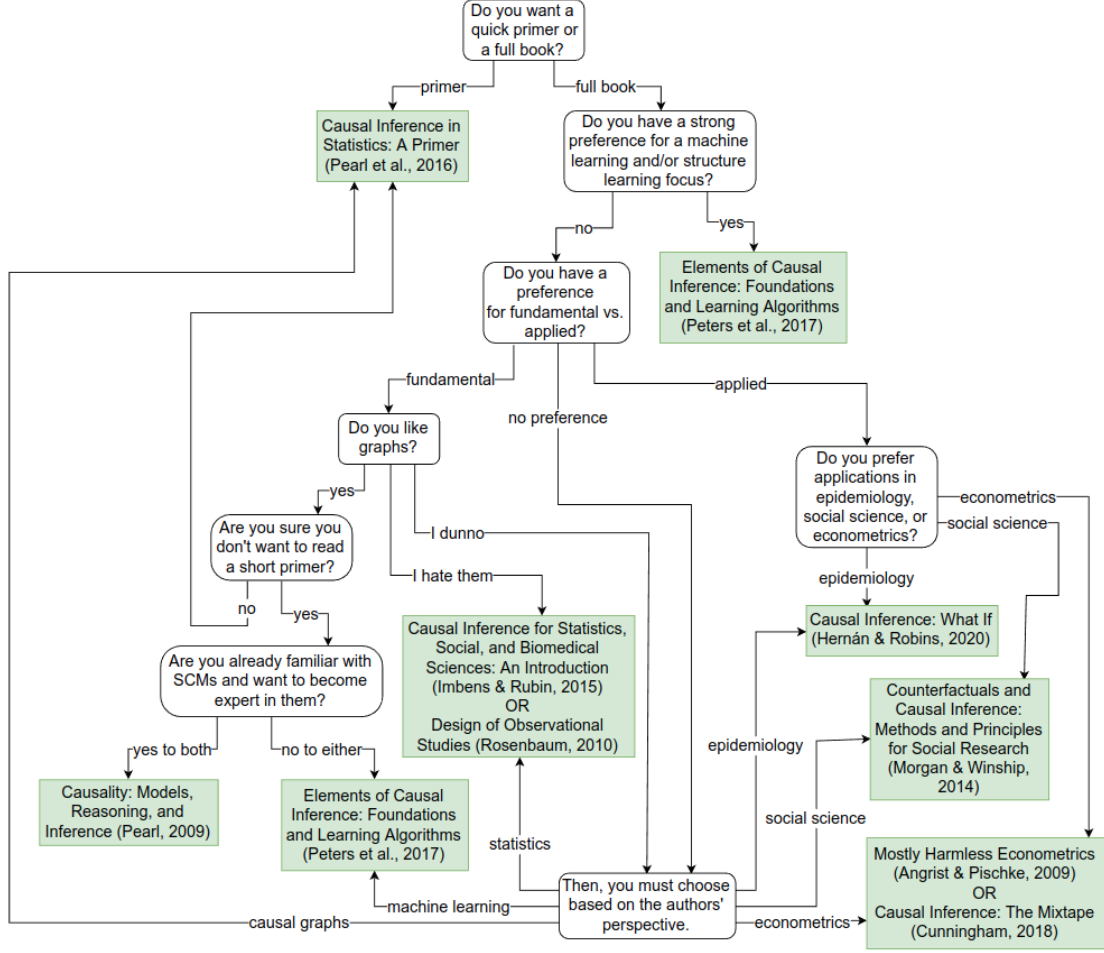 Do you want a
quick primer or
a full book?
primer
full book
Causal Inference in
Statistics: A Primer
(Pearl et al., 2016)
Do you have a strong
preference for a machine
learning and/or structure
learning focus?
no
yes
Do you have a
preference
for fundamental vs.
applied?
Elements of Causal
Inference: Foundations
and Learning Algorithms
(Peters et al., 2017)
fundamental
no preference
applied
Do you like
graphs?
Do you prefer
applications in
epidemiology,
social science, or
econometrics?
econometrics
social science
epidemiology
yes
I dunno
I hate them
Are you sure you
don't want to read
a short primer?
no
yes
Causal Inference: What If
(Hernán & Robins, 2020)
Causal Inference for Statistics,
Social, and Biomedical
Sciences: An Introduction
(Imbens & Rubin, 2015)
OR
Design of Observational
Studies (Rosenbaum, 2010)
Are you already familiar with
SCMs and want to become
expert in them?
yes to both
no to either
Counterfactuals and
Causal Inference:
Methods and Principles
for Social Research
(Morgan & Winship,
2014)
Causality: Models,
Reasoning, and
Inference (Pearl, 2009)
Elements of Causal
Inference: Foundations
and Learning Algorithms
(Peters et al., 2017)
epidemiology
social science
statistics
machine learning
causal graphs
econometrics
Then, you must choose
based on the authors'
perspective.
Mostly Harmless Econometrics
(Angrist & Pischke, 2009)
OR
Causal Inference: The Mixtape
(Cunningham, 2018)